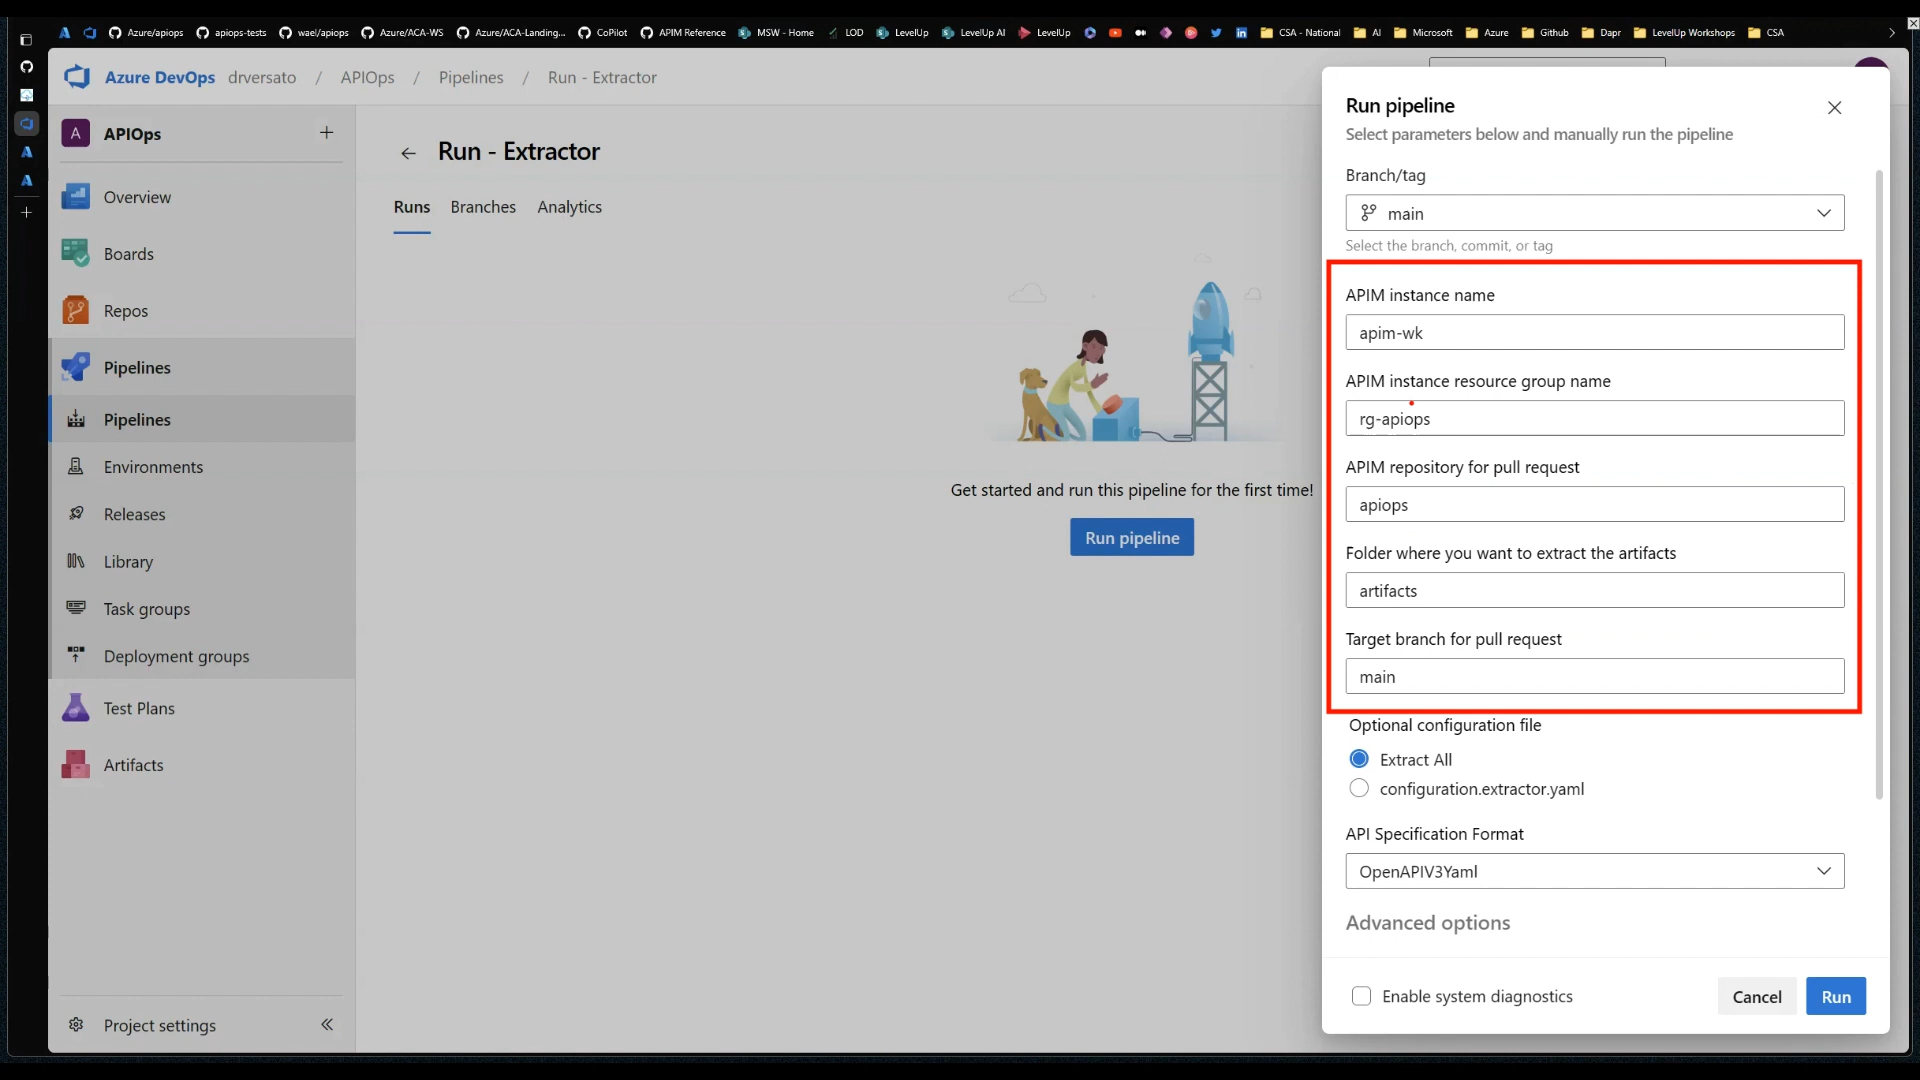 Azure/apiops apiops-tests wael/apiops Azure/ACA-WS Azure/ACA-Landing... CoPilot APIM Reference MSW - Home LOD LevelUp LevelUp AI LevelUp CSA - National AI Microsoft Azure Github Dapr LevelUp Workshops CSA
Azure DevOps drversato / APIOps / Pipelines / Run - Extractor
A APIOps
Overview
Boards
Repos
Pipelines
Pipelines
Environments
Releases
Library
Task groups
Deployment groups
Test Plans
Artifacts
Project settings
Run - Extractor
Runs Branches Analytics
Get started and run this pipeline for the first time!
Run pipeline
Run pipeline
Select parameters below and manually run the pipeline
Branch/tag
main
Select the branch, commit, or tag
APIM instance name
apim-wk
APIM instance resource group name
rg-apiops
APIM repository for pull request
apiops
Folder where you want to extract the artifacts
artifacts
Target branch for pull request
main
Optional configuration file
Extract All
configuration.extractor.yaml
API Specification Format
OpenAPIV3Yaml
Advanced options
Enable system diagnostics
Cancel Run